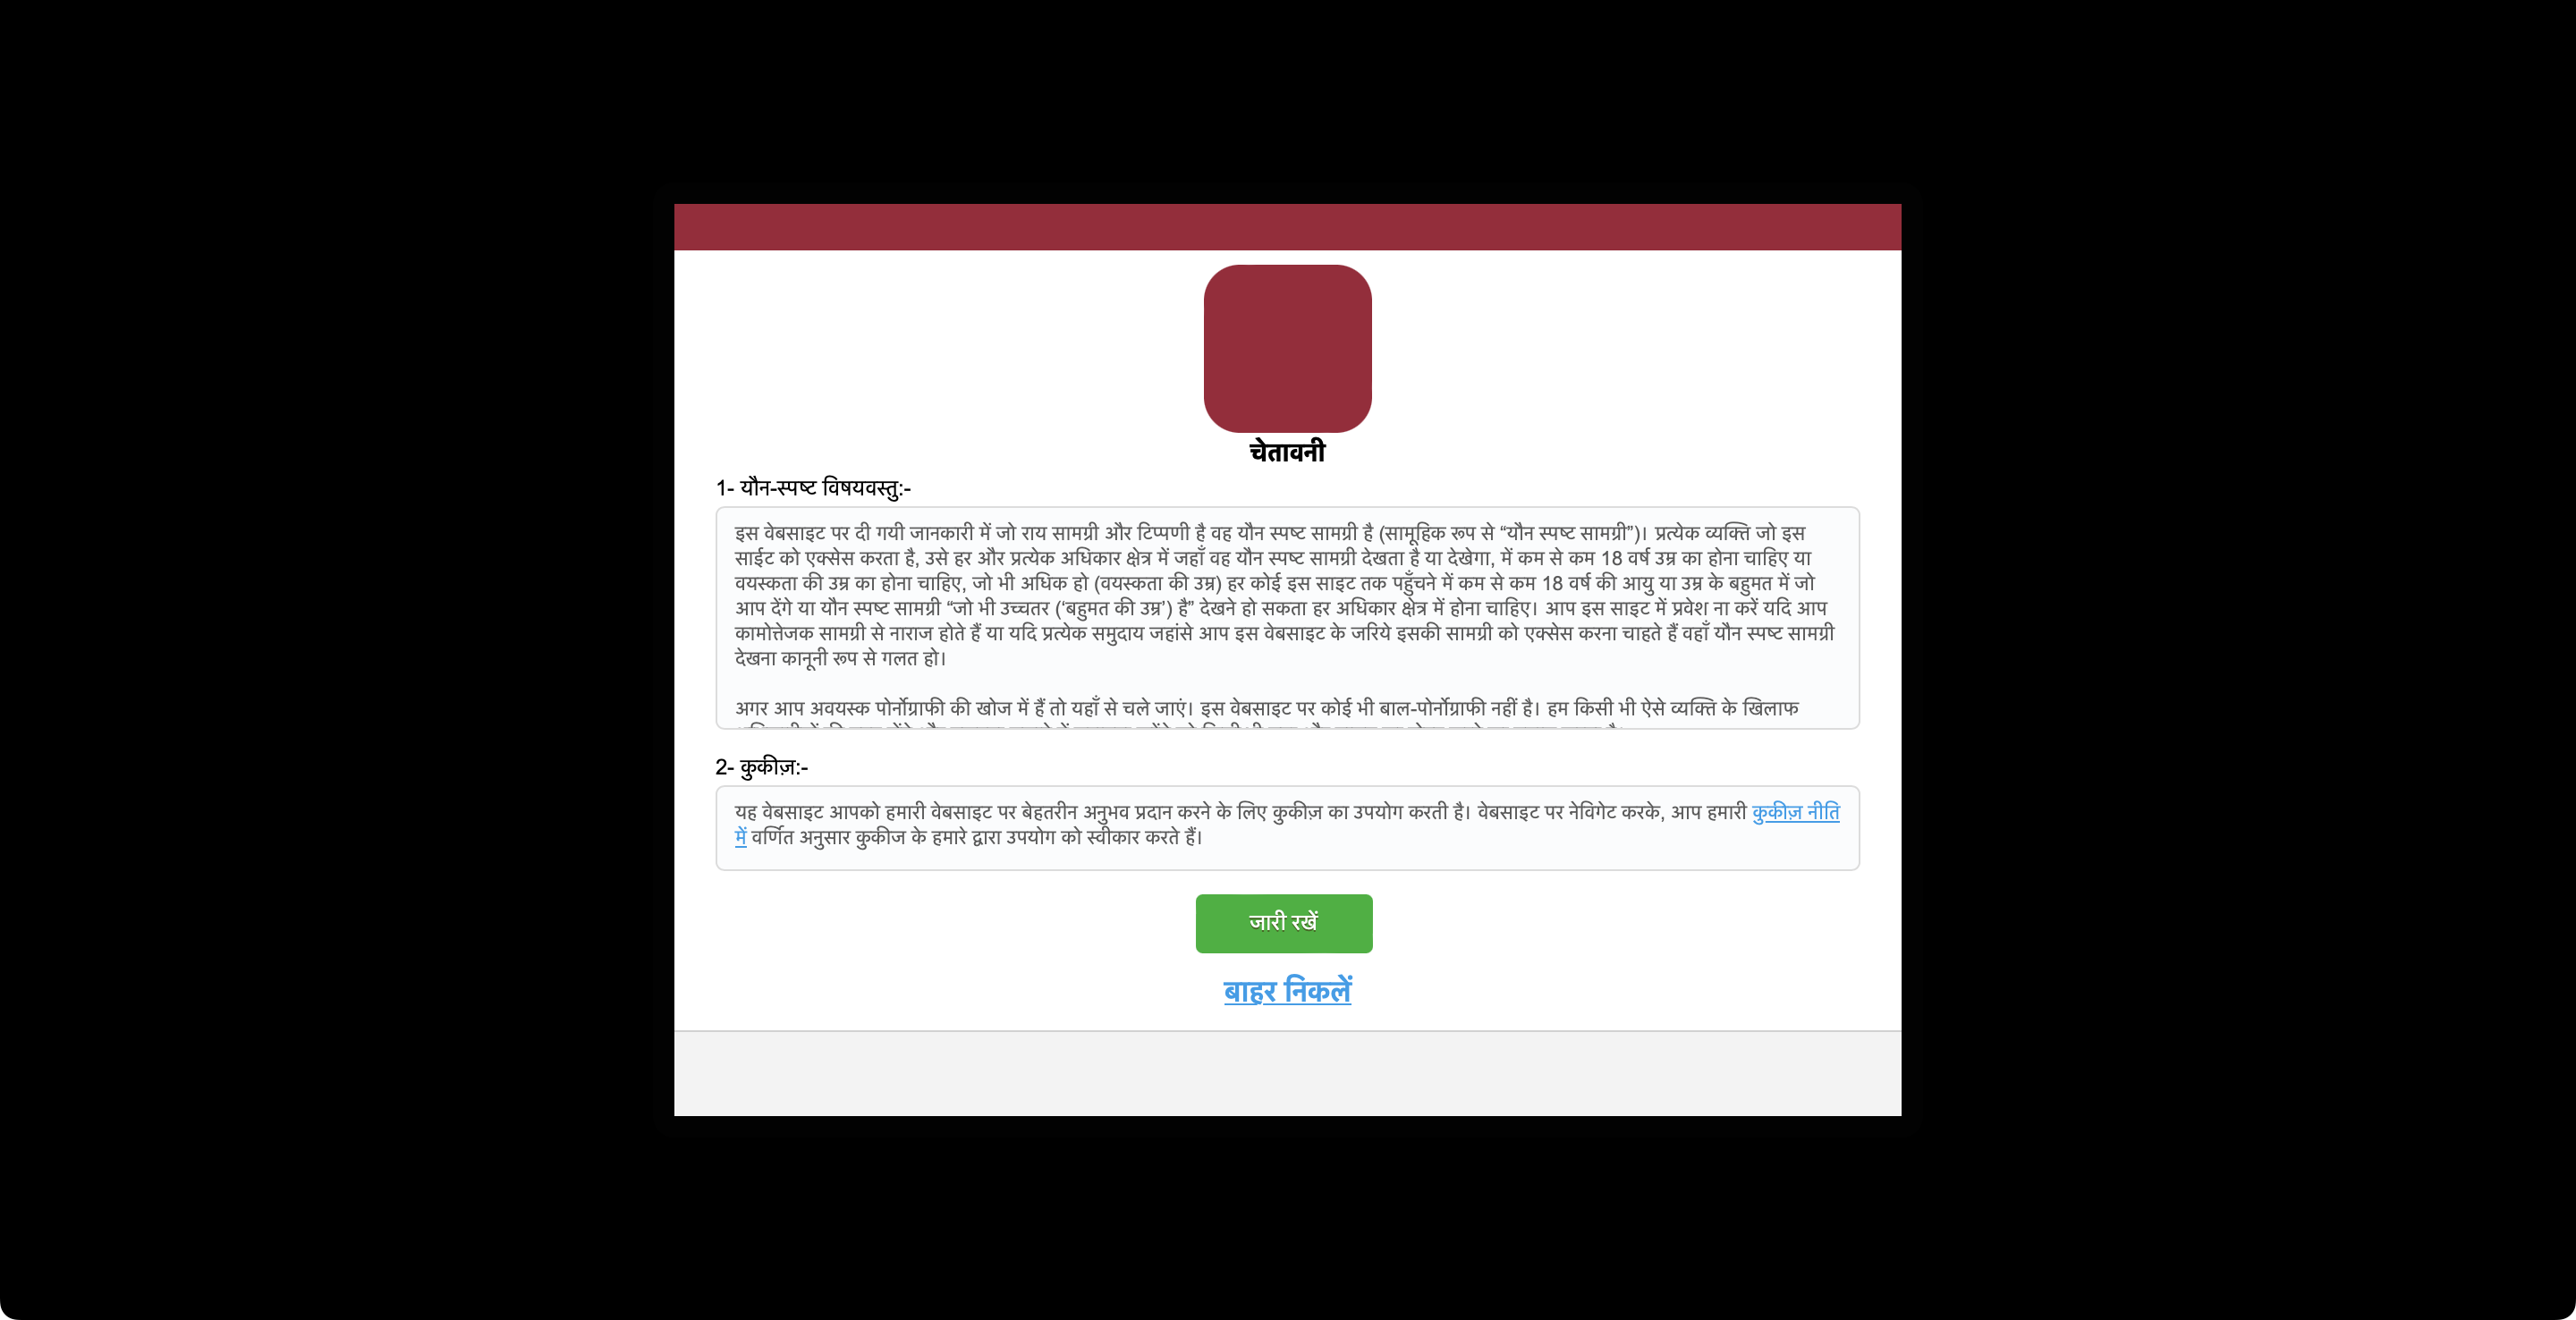 चेतावनी
1- यौन-स्पष्ट विषयवस्तु:-
इस वेबसाइट पर दी गयी जानकारी में जो राय सामग्री और टिप्पणी है वह यौन स्पष्ट सामग्री है (सामूहिक रूप से “यौन स्पष्ट सामग्री”)। प्रत्येक व्यक्ति जो इस
साईट को एक्सेस करता है, उसे हर और प्रत्येक अधिकार क्षेत्र में जहाँ वह यौन स्पष्ट सामग्री देखता है या देखेगा, में कम से कम 18 वर्ष उम्र का होना चाहिए या
वयस्कता की उम्र का होना चाहिए, जो भी अधिक हो (वयस्कता की उम्र) हर कोई इस साइट तक पहुँचने में कम से कम 18 वर्ष की आयु या उम्र के बहुमत में जो
आप देंगे या यौन स्पष्ट सामग्री “जो भी उच्चतर (‘बहुमत की उम्र’) है” देखने हो सकता हर अधिकार क्षेत्र में होना चाहिए। आप इस साइट में प्रवेश ना करें यदि आप
कामोत्तेजक सामग्री से नाराज होते हैं या यदि प्रत्येक समुदाय जहांसे आप इस वेबसाइट के जरिये इसकी सामग्री को एक्सेस करना चाहते हैं वहाँ यौन स्पष्ट सामग्री
देखना कानूनी रूप से गलत हो।
अगर आप अवयस्क पोर्नोग्राफी की खोज में हैं तो यहाँ से चले जाएं। इस वेबसाइट पर कोई भी बाल-पोर्नोग्राफी नहीं है। हम किसी भी ऐसे व्यक्ति के खिलाफ
2- कुकीज़:-
यह वेबसाइट आपको हमारी वेबसाइट पर बेहतरीन अनुभव प्रदान करने के लिए कुकीज़ का उपयोग करती है। वेबसाइट पर नेविगेट करके, आप हमारी कुकीज़ नीति
में वर्णित अनुसार कुकीज के हमारे द्वारा उपयोग को स्वीकार करते हैं।
जारी रखें
बाहर निकलें